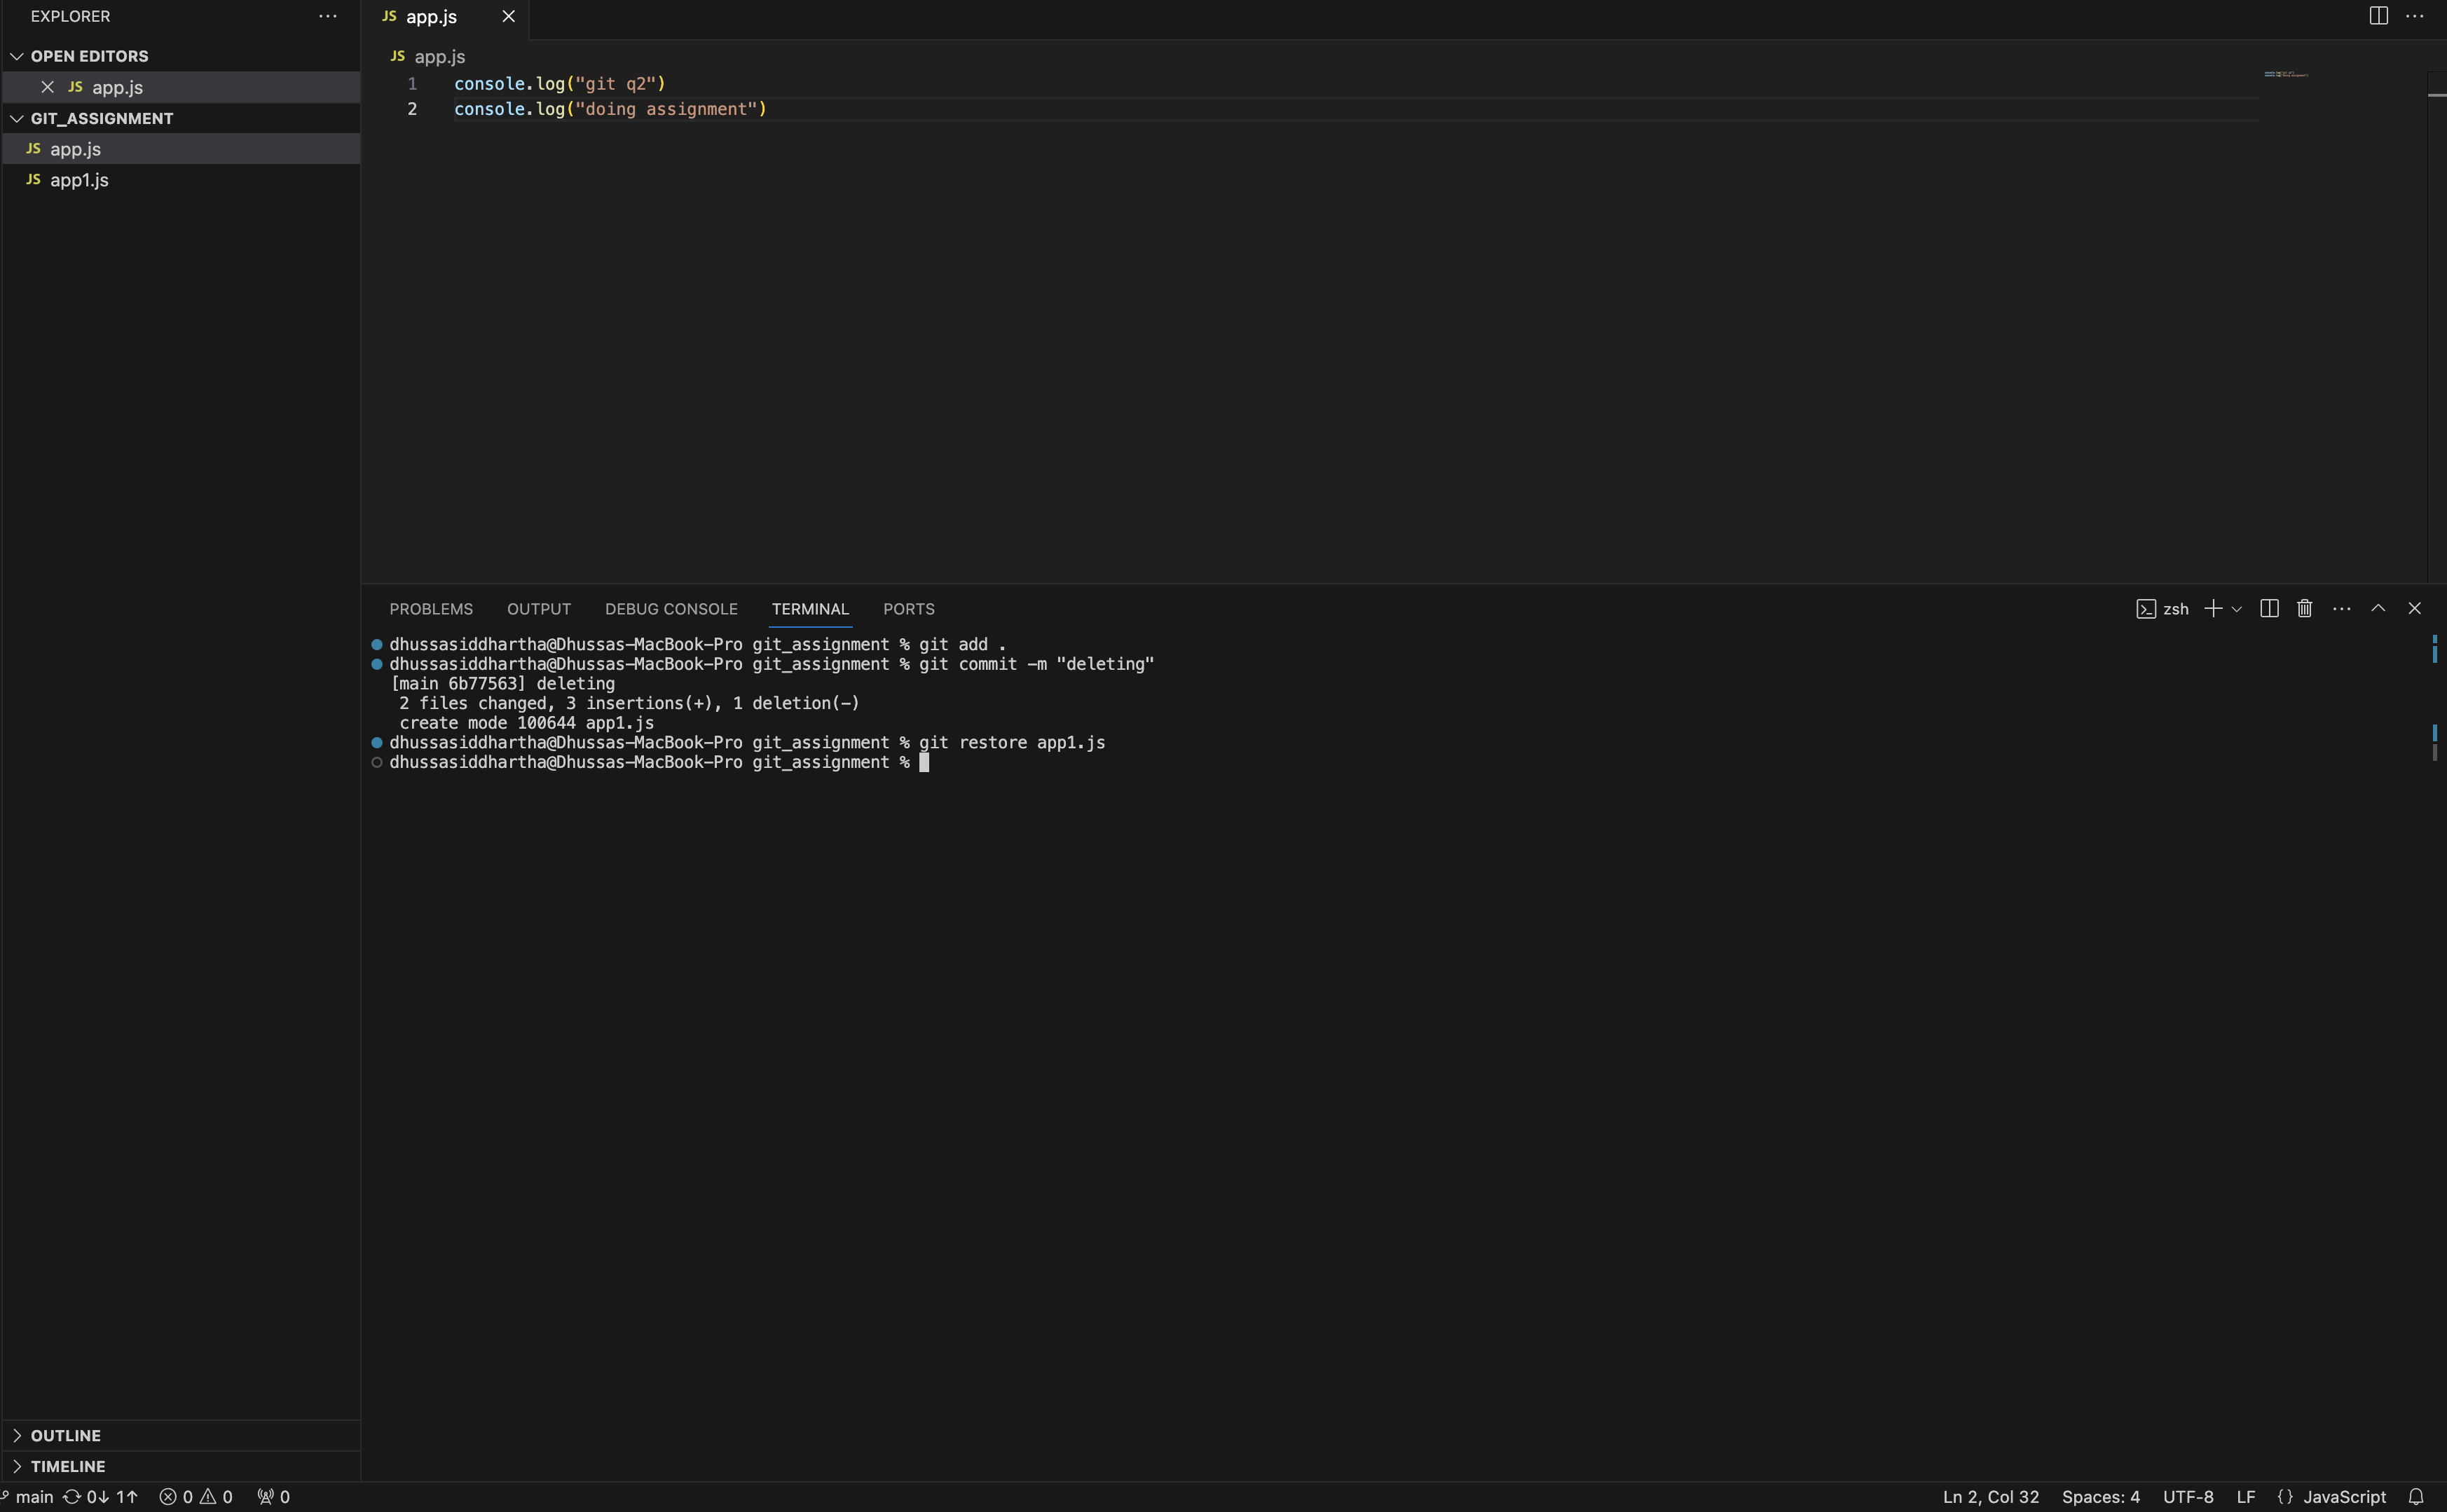 EXPLORER
OPEN EDITORS
JS app.js
GIT_ASSIGNMENT
JS app.js
JS app1.js
OUTLINE
TIMELINE
JS app.js
JS app.js
1 console.log("git q2")
2 console.log("doing assignment")
PROBLEMS OUTPUT DEBUG CONSOLE TERMINAL PORTS
zsh
dhussasiddhartha@Dhussas-MacBook-Pro git_assignment % git add .
dhussasiddhartha@Dhussas-MacBook-Pro git_assignment % git commit -m "deleting"
[main 6b77563] deleting
2 files changed, 3 insertions(+), 1 deletion(-)
create mode 100644 app1.js
dhussasiddhartha@Dhussas-MacBook-Pro git_assignment % git restore app1.js
dhussasiddhartha@Dhussas-MacBook-Pro git_assignment %
main 0↓ 1↑ 0 0 0 Ln 2, Col 32 Spaces: 4 UTF-8 LF {} JavaScript